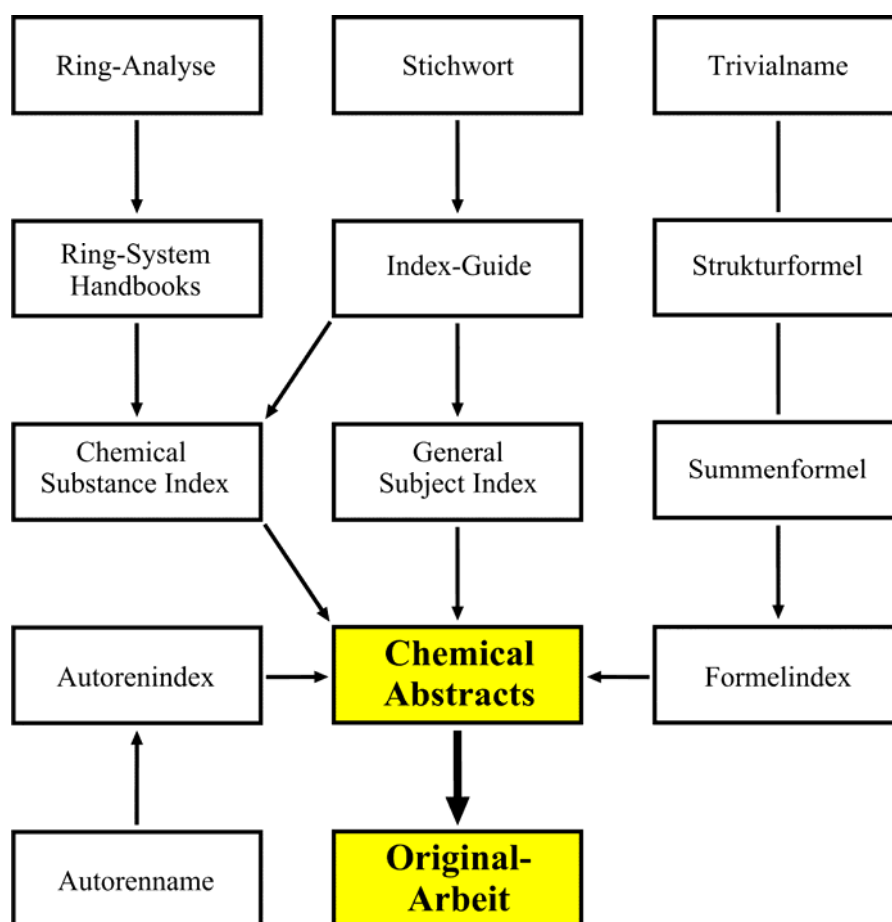 Ring-Analyse
Stichwort
Trivialname
Ring-System
Handbooks
Index-Guide
Strukturformel
Chemical
Substance Index
General
Subject Index
Summenformel
Autorenindex
Chemical
Abstracts
Formelindex
Autorenname
Original-
Arbeit